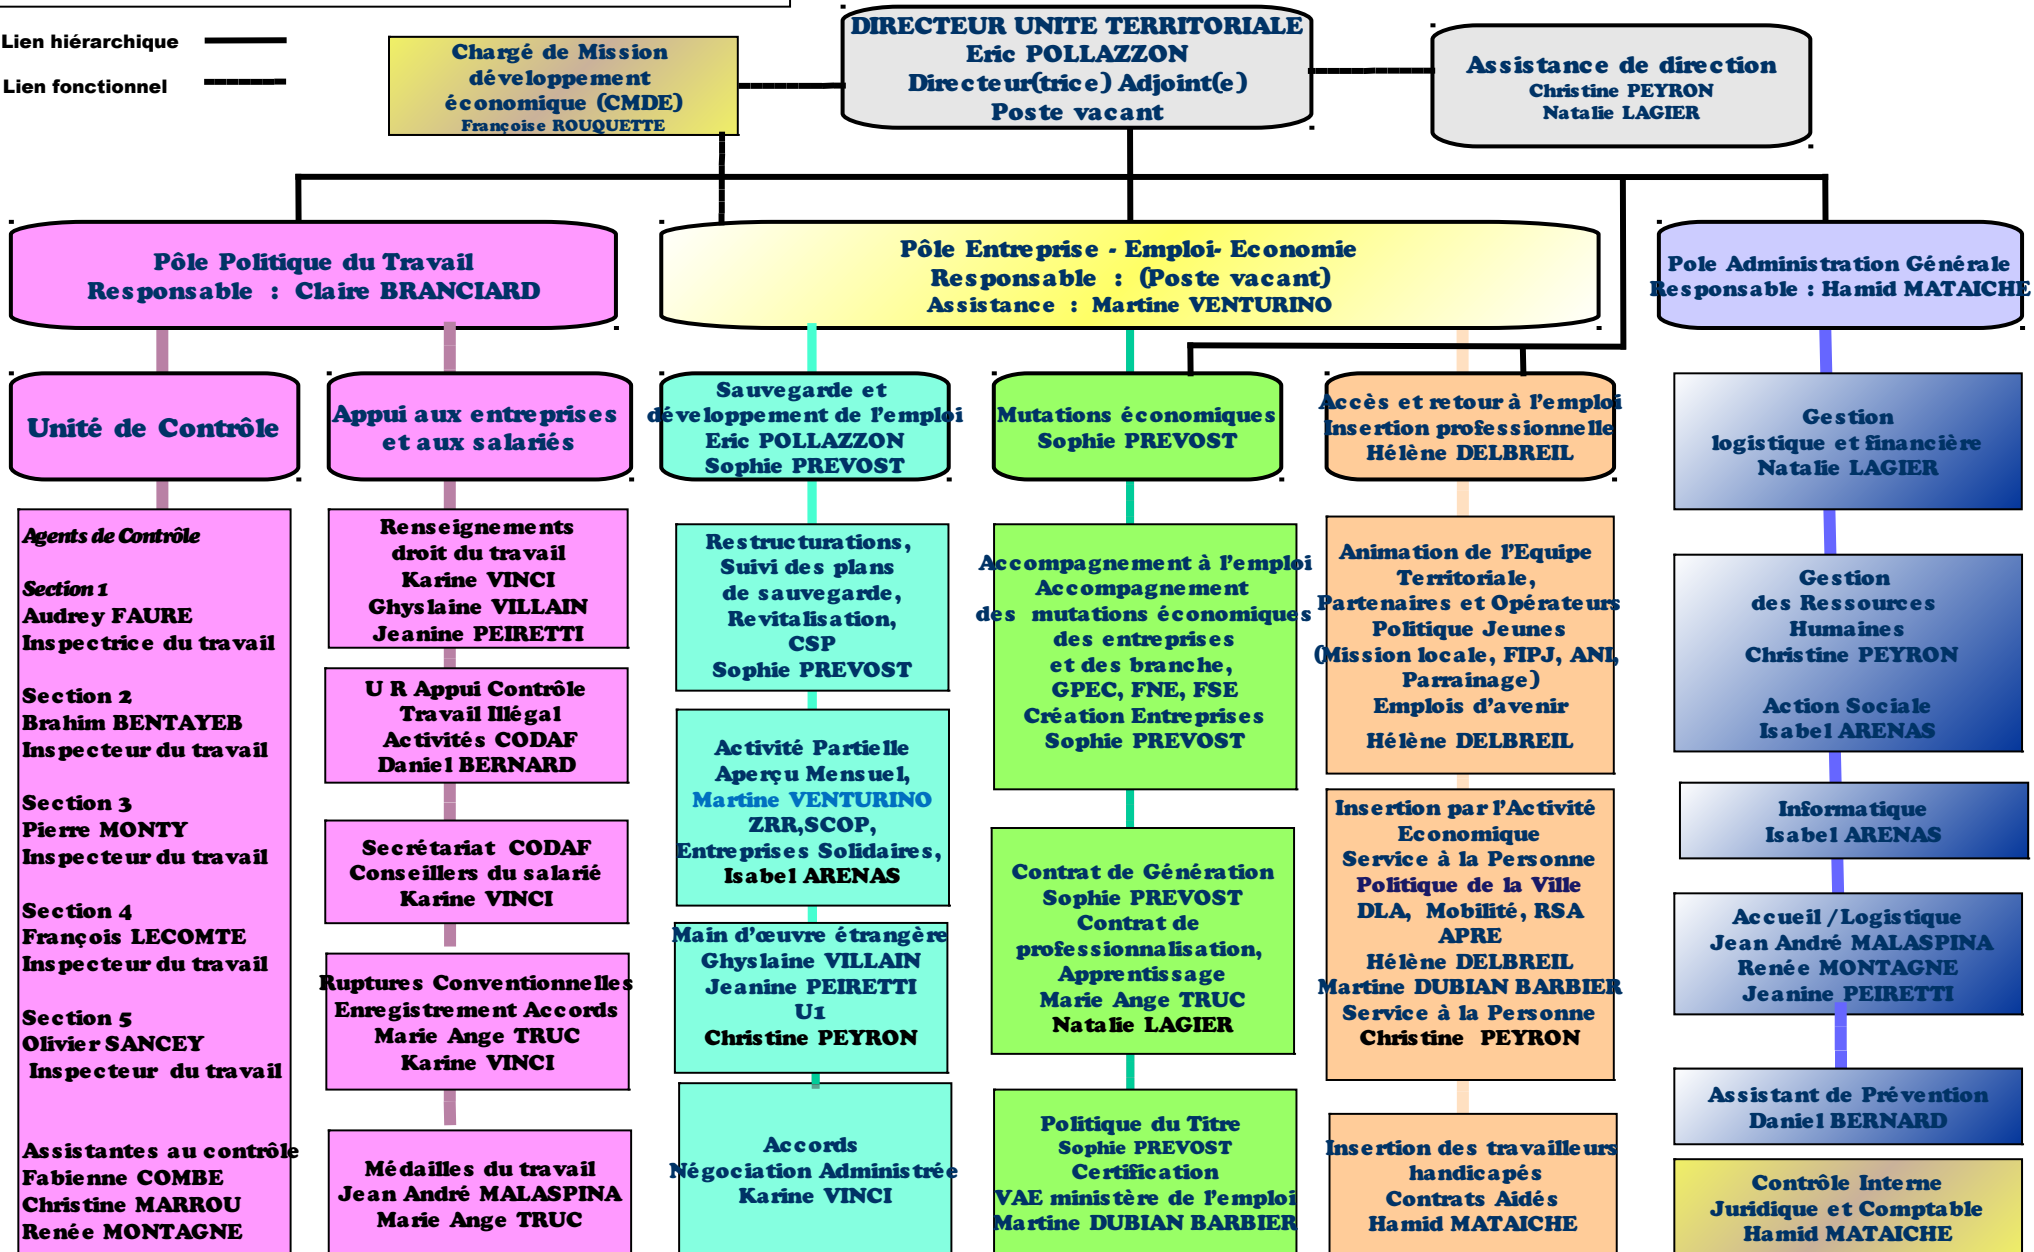 Lien hiérarchique
Lien fonctionnel
Chargé de Mission
développement
économique (CMDE)
Françoise ROUQUETTE
DIRECTEUR UNITE TERRITORIALE
Eric POLLAZZON
Directeur(trice) Adjoint(e)
Poste vacant
Assistance de direction
Christine PEYRON
Natalie LAGIER
Pôle Politique du Travail
Responsable : Claire BRANCIARD
Pôle Entreprise - Emploi- Economie
Responsable : (Poste vacant)
Assistance : Martine VENTURINO
Pole Administration Générale
Responsable : Hamid MATAICHE
Unité de Contrôle
Agents de Contrôle
Section 1
Audrey FAURE
Inspectrice du travail
Section 2
Brahim BENTAYEB
Inspecteur du travail
Section 3
Pierre MONTY
Inspecteur du travail
Section 4
François LECOMTE
Inspecteur du travail
Section 5
Olivier SANCEY
Inspecteur du travail
Assistantes au contrôle
Fabienne COMBE
Christine MARROU
Renée MONTAGNE
Appui aux entreprises
et aux salariés
Renseignements
droit du travail
Karine VINCI
Ghyslaine VILLAIN
Jeanine PEIRETTI
U R Appui Contrôle
Travail Illégal
Activités CODAF
Daniel BERNARD
Secrétariat CODAF
Conseillers du salarié
Karine VINCI
Ruptures Conventionnelles
Enregistrement Accords
Marie Ange TRUC
Karine VINCI
Médailles du travail
Jean André MALASPINA
Marie Ange TRUC
Sauvegarde et
développement de l'emploi
Eric POLLAZZON
Sophie PREVOST
Restructurations,
Suivi des plans
de sauvegarde,
Revitalisation,
CSP
Sophie PREVOST
Activité Partielle
Aperçu Mensuel,
Martine VENTURINO
ZRR,SCOP,
Entreprises Solidaires,
Isabel ARENAS
Main d'œuvre étrangère
Ghyslaine VILLAIN
Jeanine PEIRETTI
U1
Christine PEYRON
Accords
Négociation Administrée
Karine VINCI
Mutations économiques
Sophie PREVOST
Accompagnement à l'emploi
Accompagnement
des mutations économiques
des entreprises
et des branche,
GPEC, FNE, FSE
Création Entreprises
Sophie PREVOST
Contrat de Génération
Sophie PREVOST
Contrat de
professionnalisation,
Apprentissage
Marie Ange TRUC
Natalie LAGIER
Politique du Titre
Sophie PREVOST
Certification
VAE ministère de l'emploi
Martine DUBIAN BARBIER
Accès et retour à l'emploi
Insertion professionnelle
Hélène DELBREIL
Animation de l'Equipe
Territoriale,
Partenaires et Opérateurs
Politique Jeunes
(Mission locale, FIPJ, ANI,
Parrainage)
Emplois d'avenir
Hélène DELBREIL
Insertion par l'Activité
Economique
Service à la Personne
Politique de la Ville
DLA, Mobilité, RSA
APRE
Hélène DELBREIL
Martine DUBIAN BARBIER
Service à la Personne
Christine PEYRON
Insertion des travailleurs
handicapés
Contrats Aidés
Hamid MATAICHE
Gestion
logistique et financière
Natalie LAGIER
Gestion
des Ressources
Humaines
Christine PEYRON
Action Sociale
Isabel ARENAS
Informatique
Isabel ARENAS
Accueil /Logistique
Jean André MALASPINA
Renée MONTAGNE
Jeanine PEIRETTI
Assistant de Prévention
Daniel BERNARD
Contrôle Interne
Juridique et Comptable
Hamid MATAICHE